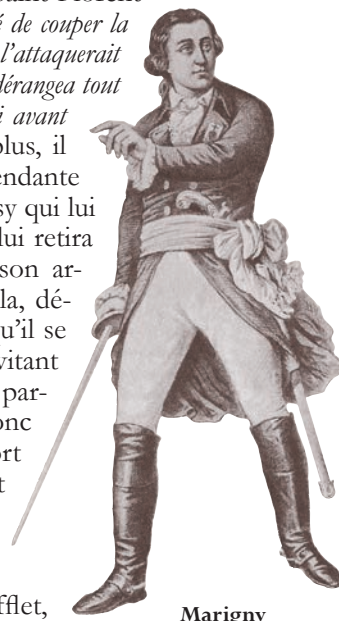 é de couper la
l'attaquerait
dérangea tout
i avant
plus, il
endante
sy qui lui
lui retira
son ar-
la, dé-
u'il se
vitant
par-
onc
ort
t
fflet,
Marigny